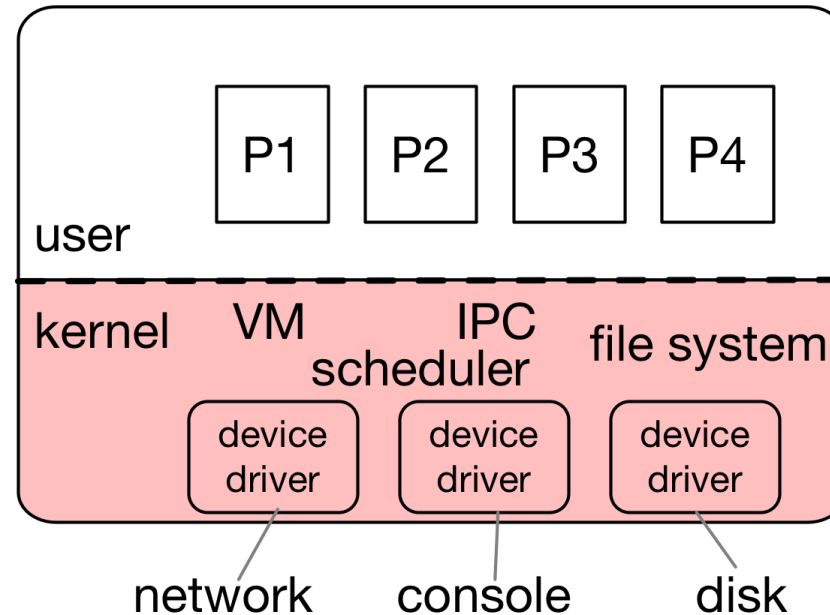 P1 P2 P3 P4
user
kernel VM IPC file system
scheduler
device driver
device driver
device driver
network console disk